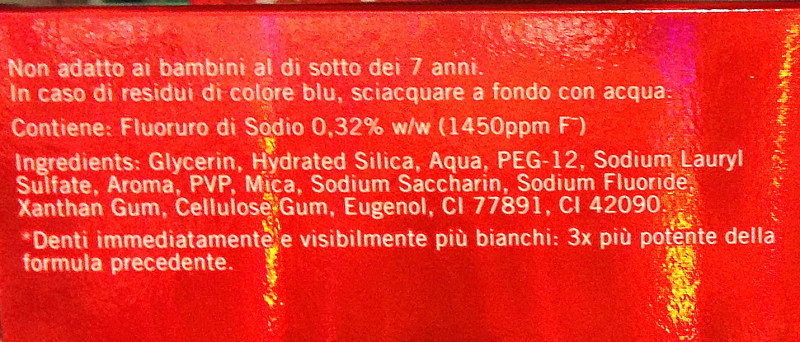 Non adatto ai bambini al di sotto dei 7 anni.
In caso di residui di colore blu, sciacquare a fondo con acqua.
Contiene: Fluoruro di Sodio 0,32% w/w (1450ppm F⁻)
Ingredients: Glycerin, Hydrated Silica, Aqua, PEG-12, Sodium Lauryl
Sulfate, Aroma, PVP, Mica, Sodium Saccharin, Sodium Fluoride,
Xanthan Gum, Cellulose Gum, Eugenol, CI 77891, CI 42090.
*Denti immediatamente e visibilmente più bianchi: 3x più potente della
formula precedente.